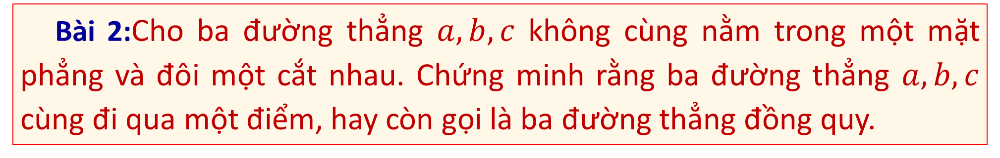 Bài 2:Cho ba đường thẳng a, b, c không cùng nằm trong một mặt
phẳng và đôi một cắt nhau. Chứng minh rằng ba đường thẳng a, b, c
cùng đi qua một điểm, hay còn gọi là ba đường thẳng đồng quy.